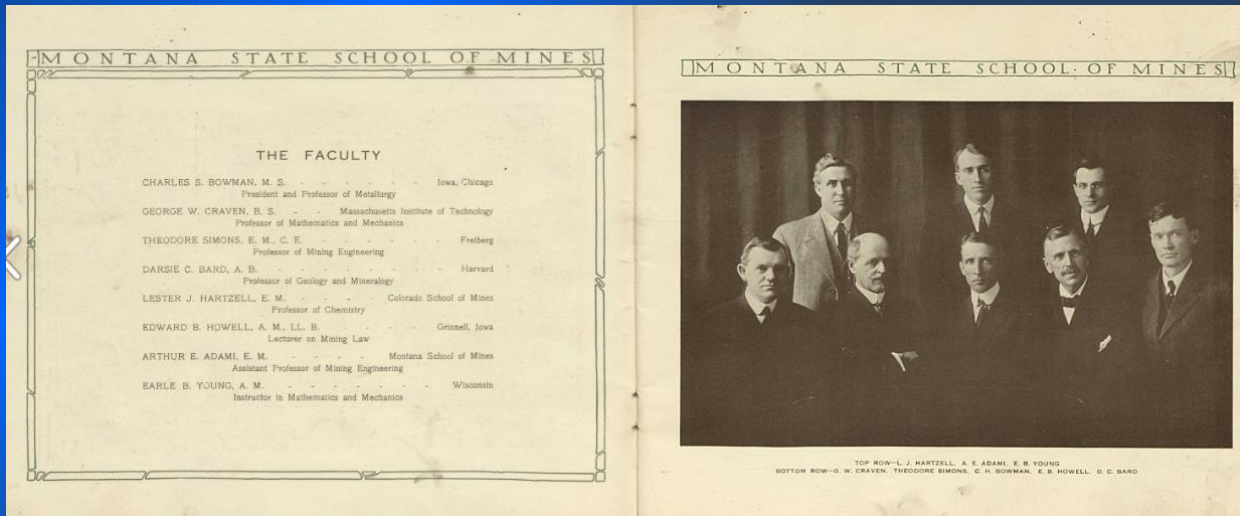 MONTANA STATE SCHOOL OF MINES
THE FACULTY
CHARLES S. BOWMAN, M. S. - - - - - - Iowa, Chicago
President and Professor of Metallurgy
GEORGE W. CRAVEN, B. S. - - Massachusetts Institute of Technology
Professor of Mathematics and Mechanics
THEODORE SIMONS, E. M., C. E. - - - - - - Freiberg
Professor of Mining Engineering
DARSIE C. BARD, A. B. - - - - - - - - Harvard
Professor of Geology and Mineralogy
LESTER J. HARTZELL, E. M. - - - - Colorado School of Mines
Professor of Chemistry
EDWARD B. HOWELL, A. M., LL. B. - - - - Grinnell, Iowa
Lecturer on Mining Law
ARTHUR E. ADAMI, E. M. - - - - Montana School of Mines
Assistant Professor of Mining Engineering
EARLE B. YOUNG, A. M. - - - - - - - Wisconsin
Instructor in Mathematics and Mechanics
MONTANA STATE SCHOOL OF MINES
TOP ROW—L. J. HARTZELL, A. E. ADAMI, E. B. YOUNG
BOTTOM ROW—G. W. CRAVEN, THEODORE SIMONS, C. H. BOWMAN, E. B. HOWELL, D. C. BARD